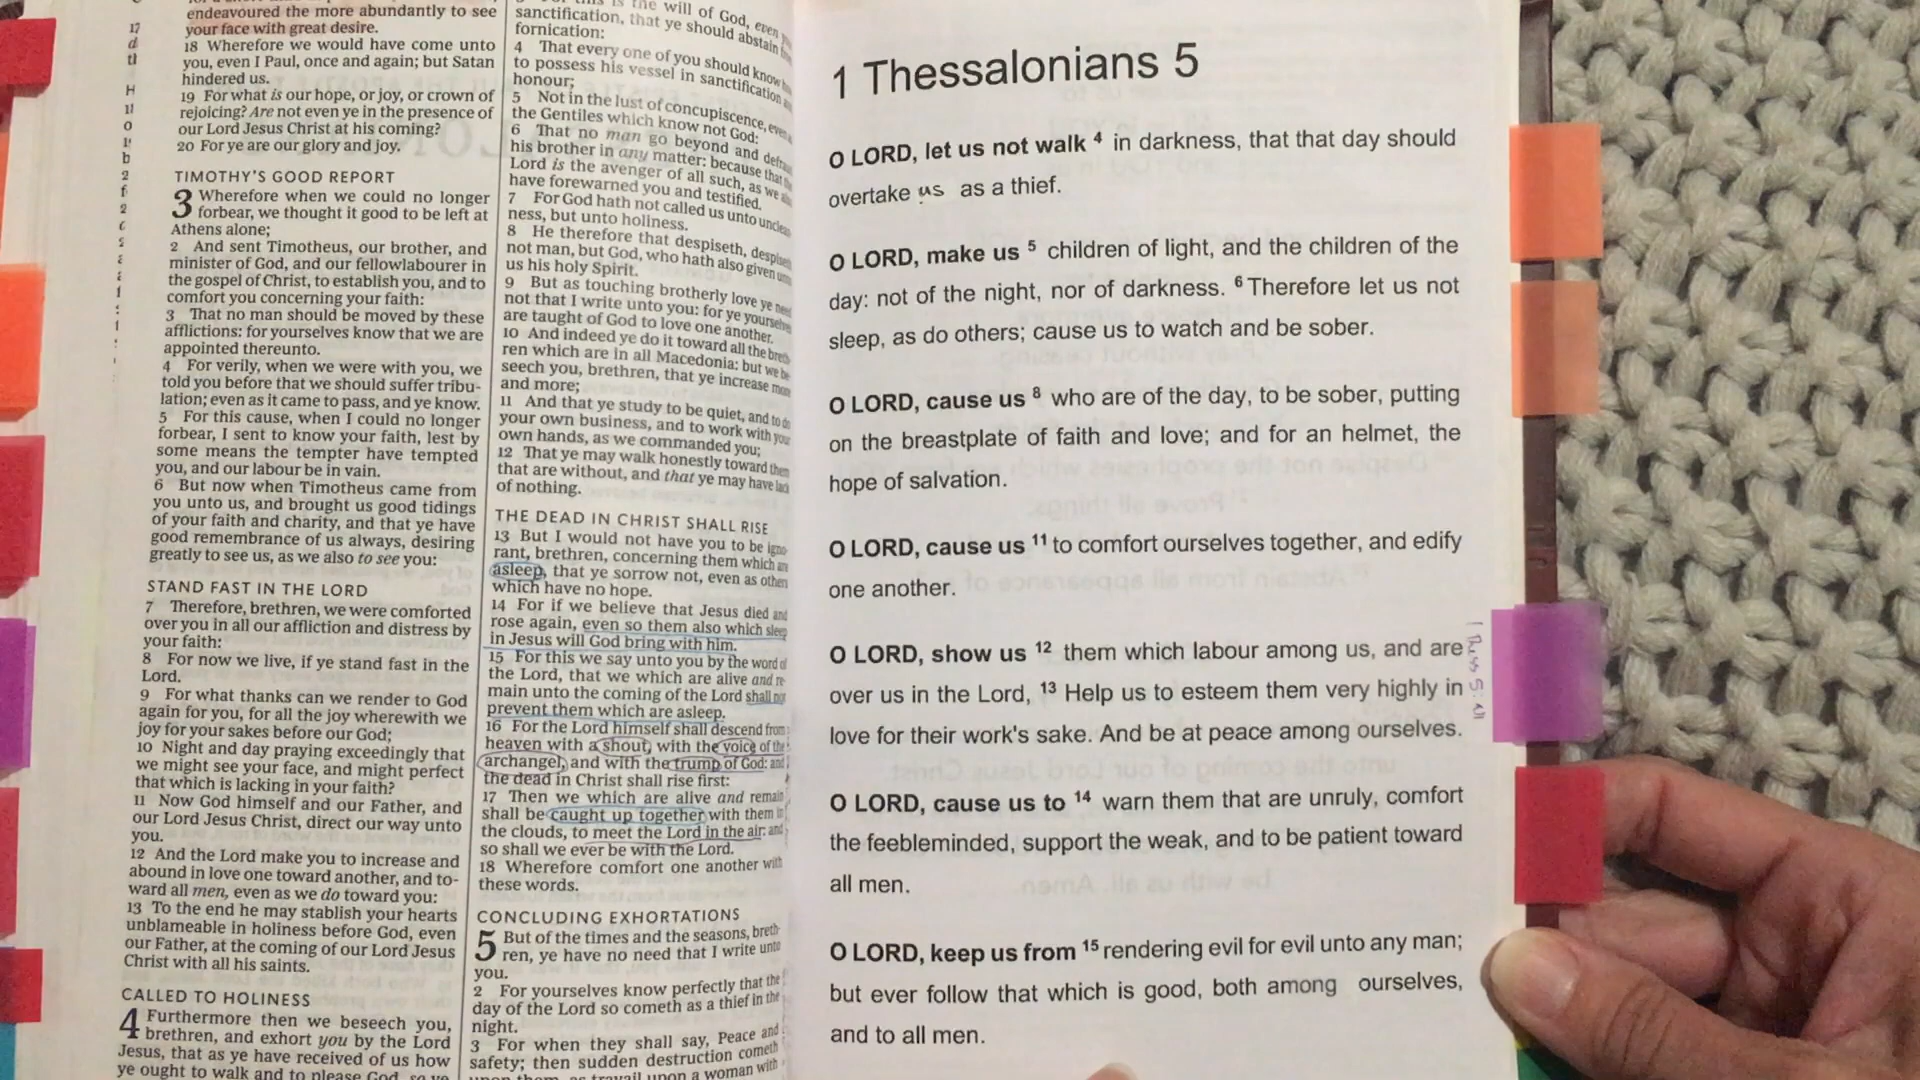 endeavoured the more abundantly to see
your face with great desire.
18 Wherefore we would have come unto
you, even I Paul, once and again; but Satan
hindered us.
19 For what is our hope, or joy, or crown of
rejoicing? Are not even ye in the presence of
our Lord Jesus Christ at his coming?
20 For ye are our glory and joy.
TIMOTHY'S GOOD REPORT
3 Wherefore when we could no longer
forbear, we thought it good to be left at
Athens alone;
2 And sent Timotheus, our brother, and
minister of God, and our fellowlabourer in
the gospel of Christ, to establish you, and to
comfort you concerning your faith:
3 That no man should be moved by these
afflictions: for yourselves know that we are
appointed thereunto.
4 For verily, when we were with you, we
told you before that we should suffer tribu-
lation; even as it came to pass, and ye know.
5 For this cause, when I could no longer
forbear, I sent to know your faith, lest by
some means the tempter have tempted
you, and our labour be in vain.
6 But now when Timotheus came from
you unto us, and brought us good tidings
of your faith and charity, and that ye have
good remembrance of us always, desiring
greatly to see us, as we also to see you:
STAND FAST IN THE LORD
7 Therefore, brethren, we were comforted
over you in all our affliction and distress by
your faith:
8 For now we live, if ye stand fast in the
Lord.
9 For what thanks can we render to God
again for you, for all the joy wherewith we
joy for your sakes before our God;
10 Night and day praying exceedingly that
we might see your face, and might perfect
that which is lacking in your faith?
11 Now God himself and our Father, and
our Lord Jesus Christ, direct our way unto
you.
12 And the Lord make you to increase and
abound in love one toward another, and to-
ward all men, even as we do toward you:
13 To the end he may stablish your hearts
unblameable in holiness before God, even
our Father, at the coming of our Lord Jesus
Christ with all his saints.
CALLED TO HOLINESS
4 Furthermore then we beseech you,
brethren, and exhort you by the Lord
Jesus, that as ye have received of us how
ye ought to walk and to please God, so ye
is the will of God, even
sanctification, that ye should abstain
fornication:
4 That every one of you should know
to possess his vessel in sanctification
honour;
5 Not in the lust of concupiscence,
the Gentiles which know not God:
6 That no man go beyond and
his brother in any matter: because that
Lord is the avenger of all such, as we
have forewarned you and testified.
7 For God hath not called us unto
ness, but unto holiness.
8 He therefore that despiseth,
not man, but God, who hath also given
us his holy Spirit.
9 But as touching brotherly love ye
not that I write unto you: for ye
are taught of God to love one another.
10 And indeed ye do it toward all the
ren which are in all Macedonia: but we
seech you, brethren, that ye increase
and more;
11 And that ye study to be quiet, and to
your own business, and to work with
own hands, as we commanded you;
12 That ye may walk honestly toward
that are without, and that ye may have
of nothing.
THE DEAD IN CHRIST SHALL RISE
13 But I would not have you to be igno
rant, brethren, concerning them which
asleep, that ye sorrow not, even as
which have no hope.
14 For if we believe that Jesus died and
rose again, even so them also which sleep
in Jesus will God bring with him.
15 For this we say unto you by the word of
the Lord, that we which are alive and re
main unto the coming of the Lord shall not
prevent them which are asleep.
16 For the Lord himself shall descend from
heaven with a shout, with the voice of the
archangel, and with the trump of God: and
the dead in Christ shall rise first:
17 Then we which are alive and remain
shall be caught up together with them in
the clouds, to meet the Lord in the air: and
so shall we ever be with the Lord.
18 Wherefore comfort one another with
these words.
CONCLUDING EXHORTATIONS
5 But of the times and the seasons, breth-
ren, ye have no need that I write unto
you.
2 For yourselves know perfectly that the
day of the Lord so cometh as a thief in the
night.
3 For when they shall say, Peace and
safety; then sudden destruction cometh
upon them, as travail upon a woman with
1 Thessalonians 5
O LORD, let us not walk 4 in darkness, that that day should
overtake us as a thief.
O LORD, make us 5 children of light, and the children of the
day: not of the night, nor of darkness. 6 Therefore let us not
sleep, as do others; cause us to watch and be sober.
O LORD, cause us 8 who are of the day, to be sober, putting
on the breastplate of faith and love; and for an helmet, the
hope of salvation.
O LORD, cause us 11 to comfort ourselves together, and edify
one another.
O LORD, show us 12 them which labour among us, and are
over us in the Lord, 13 Help us to esteem them very highly in
love for their work's sake. And be at peace among ourselves.
O LORD, cause us to 14 warn them that are unruly, comfort
the feebleminded, support the weak, and to be patient toward
all men.
O LORD, keep us from 15 rendering evil for evil unto any man;
but ever follow that which is good, both among ourselves,
and to all men.
1 Thess 5: